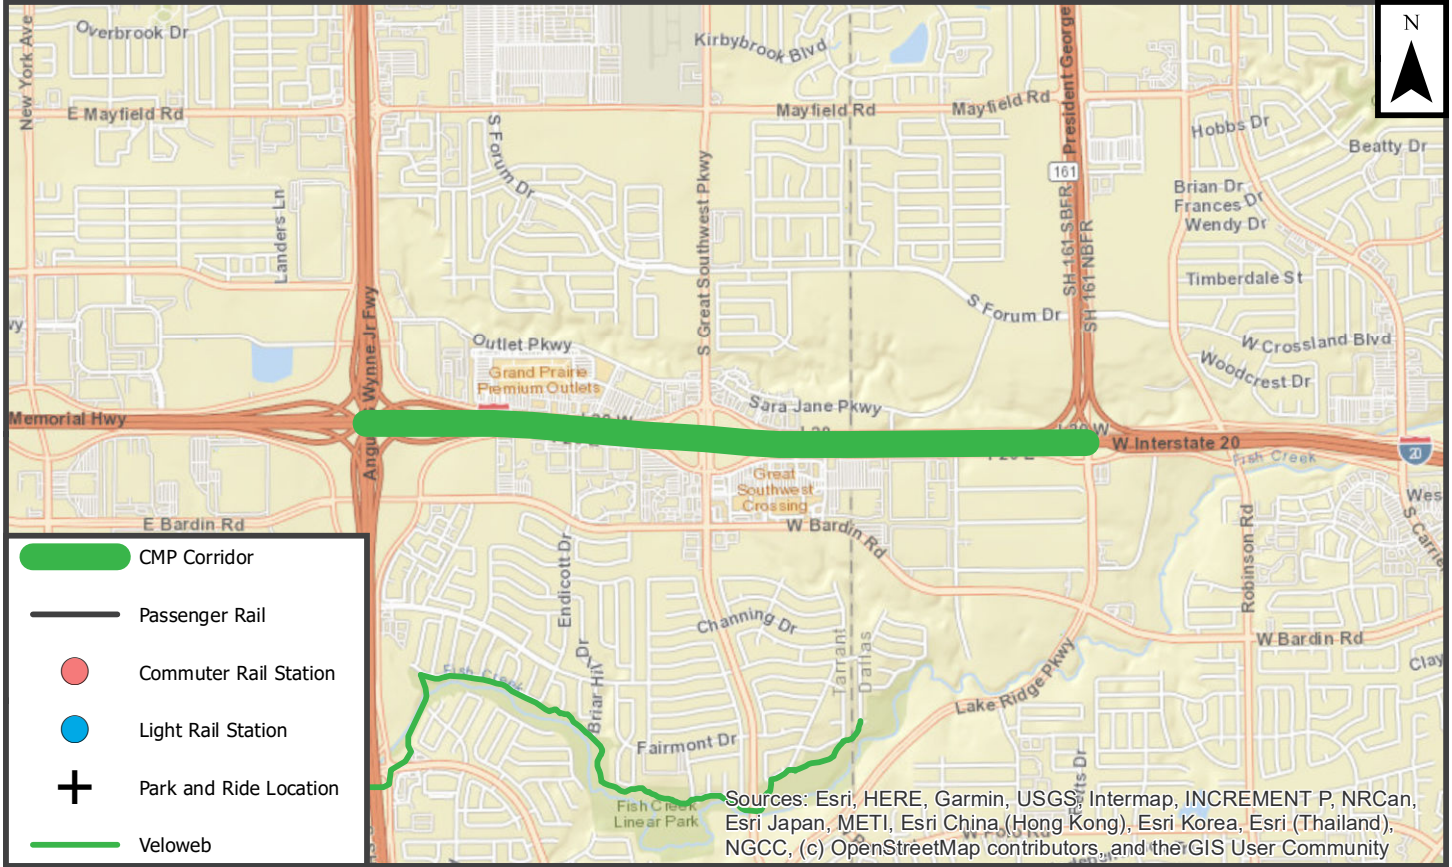 Overbrook Dr
New York Ave
Kirbybrook Blvd
N
E Mayfield Rd
Mayfield Rd
Mayfield Rd
President George
161
Hobbs Dr
Beatty Dr
S Forum Dr
Landers Ln
S Great Southwest Pkwy
SH 161 SBFR
SH 161 NBFR
Brian Dr
Frances Dr
Wendy Dr
Timberdale St
S Forum Dr
W Crossland Blvd
Woodcrest Dr
Outlet Pkwy
Grand Prairie
Premium Outlets
Sara Jane Pkwy
Wynne Jr Fwy
Memorial Hwy
W Interstate 20
20
Fish Creek
Great
Southwest
Crossing
E Bardin Rd
W Bardin Rd
Robinson Rd
Endicott Dr
Channing Dr
Tarrant
Dallas
W Bardin Rd
Fish Creek
Lake Ridge Pkwy
Fairmont Dr
Fish Creek
Linear Park
CMP Corridor
Passenger Rail
Commuter Rail Station
Light Rail Station
Park and Ride Location
Veloweb
Sources: Esri, HERE, Garmin, USGS, Intermap, INCREMENT P, NRCan,
Esri Japan, METI, Esri China (Hong Kong), Esri Korea, Esri (Thailand),
NGCC, (c) OpenStreetMap contributors, and the GIS User Community